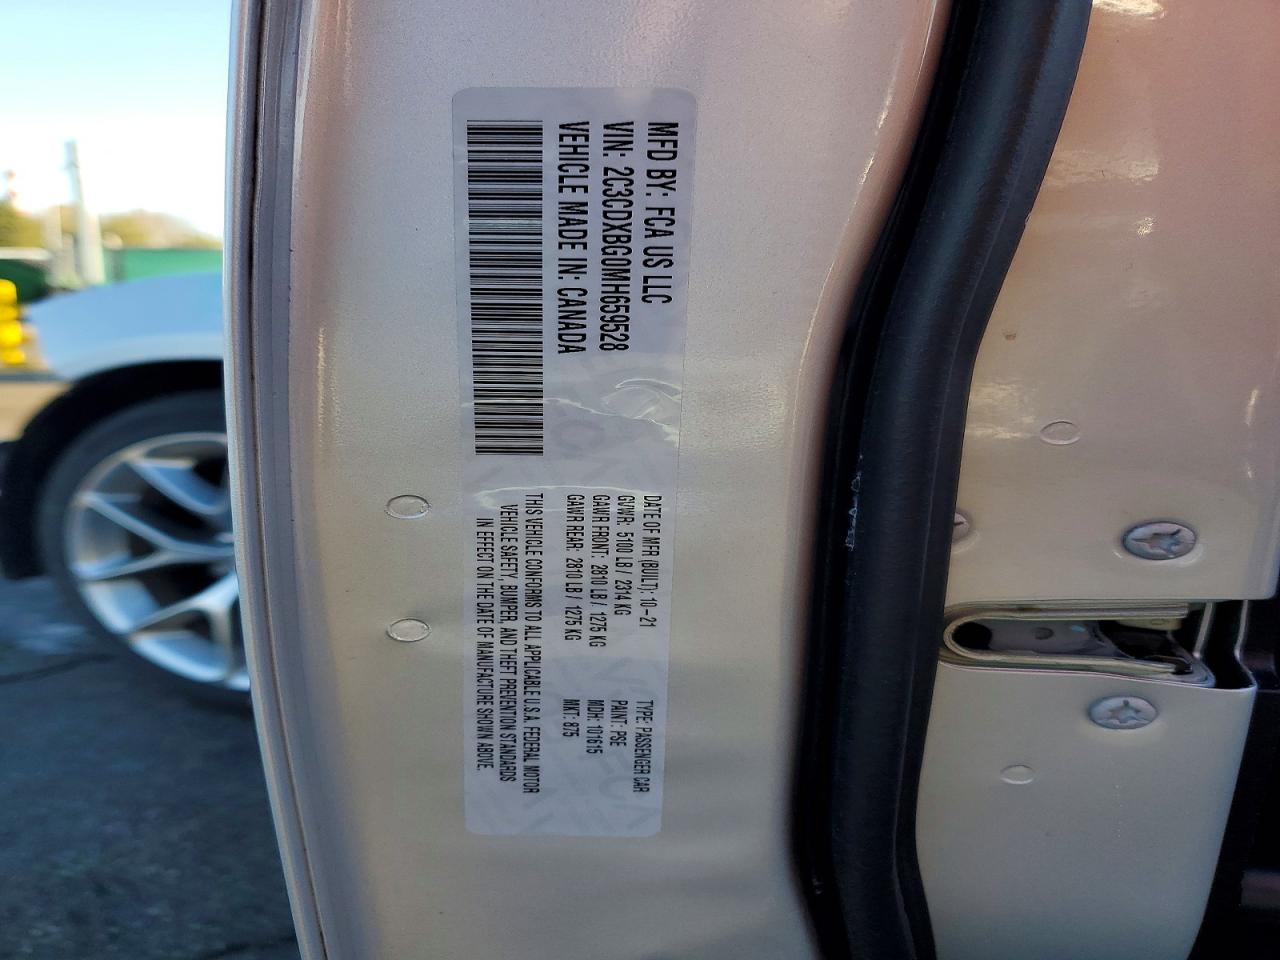 MFD BY: FCA US LLC
VIN: 2C3CDXBG0MH659528
VEHICLE MADE IN: CANADA
DATE OF MFR (BUILT): 10-21
GVWR: 5100 LB / 2314 KG
GAWR FRONT: 2810 LB / 1275 KG
GAWR REAR: 2810 LB / 1275 KG
TYPE: PASSENGER CAR
PAINT: PSE
MDH: 101615
MKT: 875
THIS VEHICLE CONFORMS TO ALL APPLICABLE U.S.A. FEDERAL MOTOR
VEHICLE SAFETY, BUMPER, AND THEFT PREVENTION STANDARDS
IN EFFECT ON THE DATE OF MANUFACTURE SHOWN ABOVE.